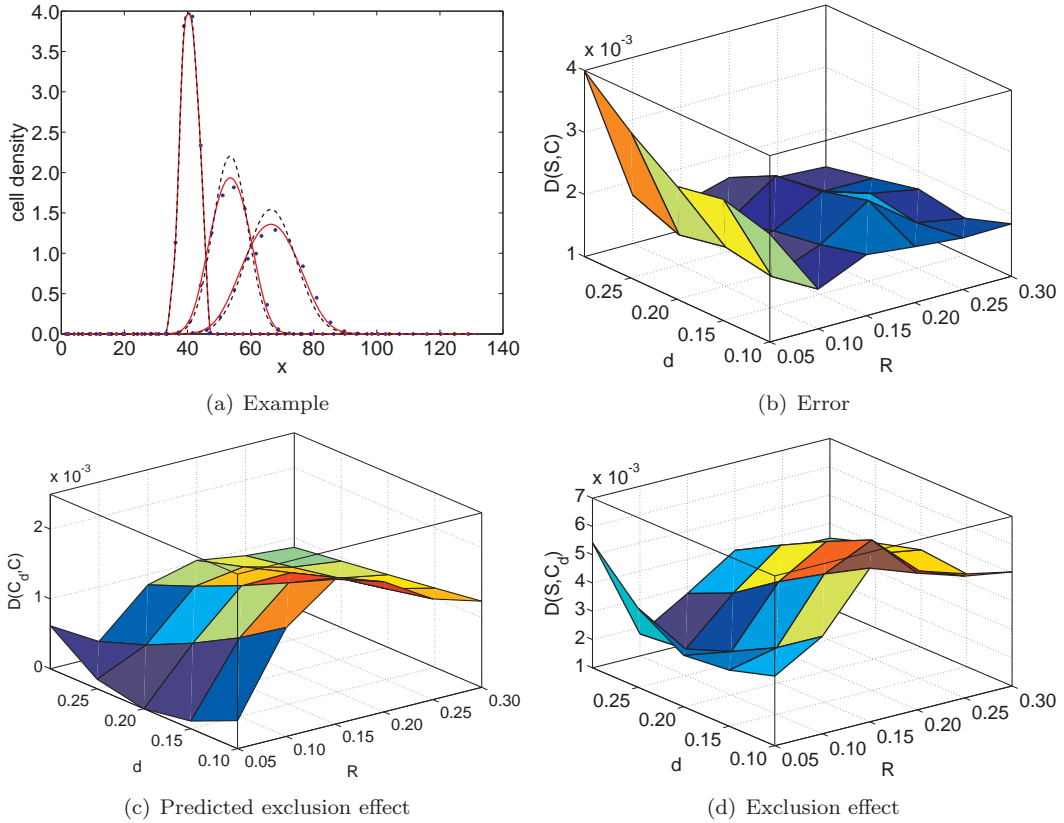 4.0
3.5
3.0
2.5
2.0
1.5
1.0
0.5
0.0
cell density
0 20 40 60 80 100 120 140
x
(a) Example
x 10⁻³
4
3
2
1
D(S,C)
0.25
0.20
0.15
0.10
d
0.05
0.10
0.15
0.20
0.25
0.30
R
(b) Error
x 10⁻³
2
1
0
D(C_d,C)
0.25
0.20
0.15
0.10
d
0.05
0.10
0.15
0.20
0.25
0.30
R
(c) Predicted exclusion effect
x 10⁻³
7
6
5
4
3
2
1
D(S,C_d)
0.25
0.20
0.15
0.10
d
0.05
0.10
0.15
0.20
0.25
0.30
R
(d) Exclusion effect